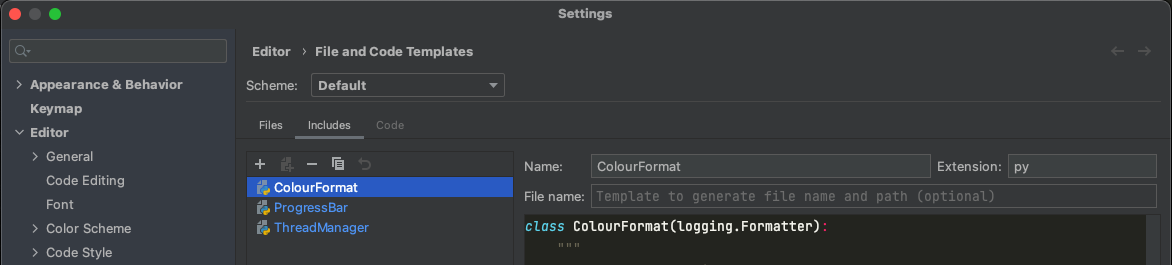 Settings
Editor › File and Code Templates
Appearance & Behavior
Keymap
Editor
General
Code Editing
Font
Color Scheme
Code Style
Scheme: Default
Files Includes Code
ColourFormat
ProgressBar
ThreadManager
Name: ColourFormat Extension: py
File name: Template to generate file name and path (optional)
class ColourFormat(logging.Formatter):
"""